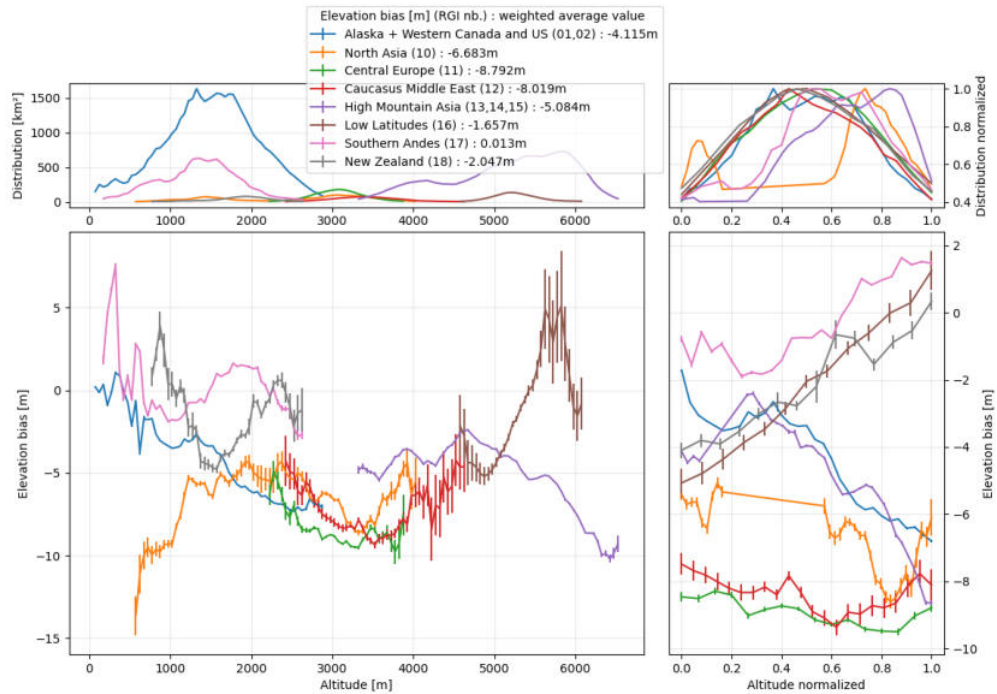 Elevation bias [m] (RGI nb.) : weighted average value
Alaska + Western Canada and US (01,02) : -4.115m
North Asia (10) : -6.683m
Central Europe (11) : -8.792m
Caucasus Middle East (12) : -8.019m
High Mountain Asia (13,14,15) : -5.084m
Low Latitudes (16) : -1.657m
Southern Andes (17) : 0.013m
New Zealand (18) : -2.047m
Distribution [km²]
1500
1000
500
0
0 1000 2000 3000 4000 5000 6000
Distribution normalized
1.0
0.8
0.6
0.4
0.0 0.2 0.4 0.6 0.8 1.0
Elevation bias [m]
5
0
−5
−10
−15
0 1000 2000 3000 4000 5000 6000
Altitude [m]
Elevation bias [m]
2
0
−2
−4
−6
−8
−10
0.0 0.2 0.4 0.6 0.8 1.0
Altitude normalized